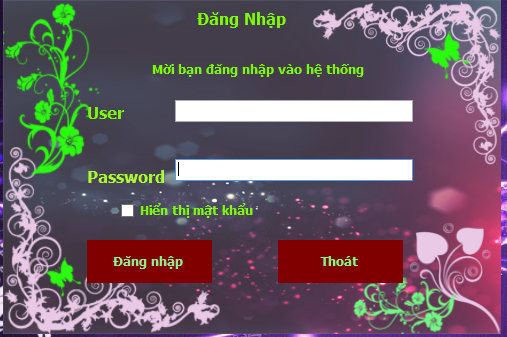 Đăng Nhập
Mời bạn đăng nhập vào hệ thống
User
Password
Hiển thị mật khẩu
Đăng nhập
Thoát